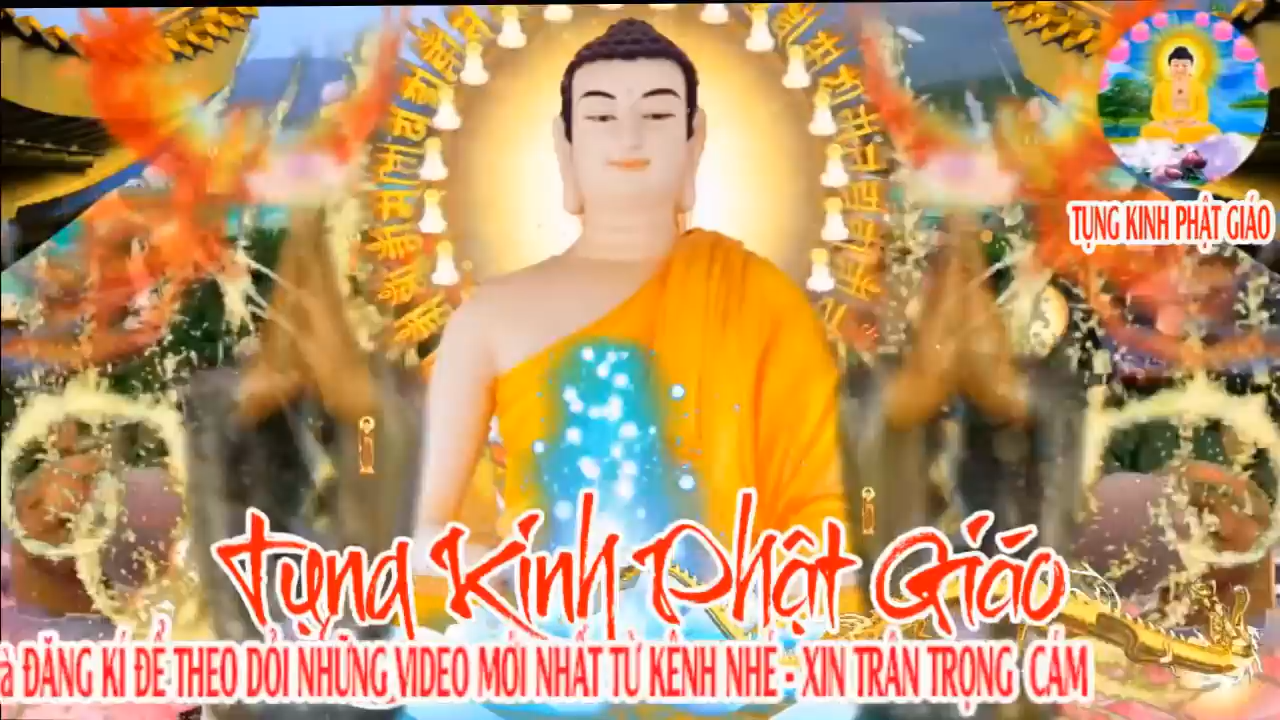 TỤNG KINH PHẬT GIÁO
Tụng Kinh Phật Giáo
à ĐĂNG KÍ ĐỂ THEO DỎI NHỮNG VIDEO MỚI NHẤT TỪ KÊNH NHÉ - XIN TRÂN TRỌNG CẢM